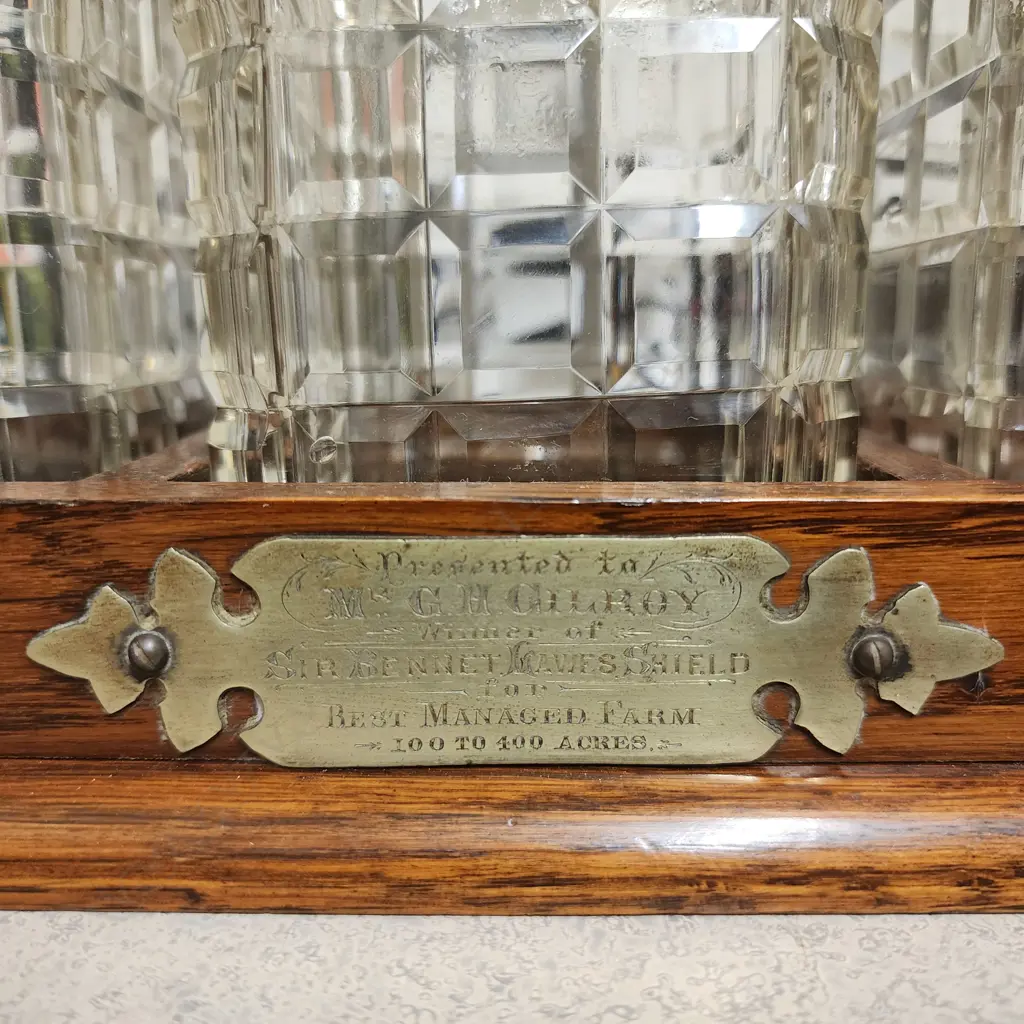 Presented to
Mr G. H. GILROY
Winner of
SIR BENNET LAWES SHIELD
for
BEST MANAGED FARM
100 TO 400 ACRES.